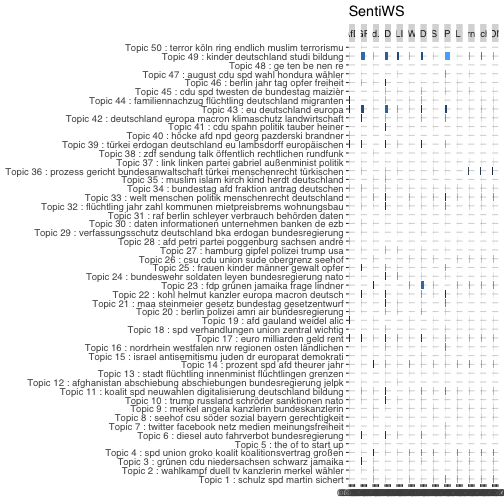 SentiWS
Topic 50 : terror köln ring endlich muslim terrorismu
Topic 49 : kinder deutschland studi bildung
Topic 48 : ge ten be nen re
Topic 47 : august cdu spd wahl hondura wähler
Topic 46 : berlin jahr tag opfer freiheit
Topic 45 : cdu spd twesten de bundestag maizièr
Topic 44 : familiennachzug flüchtling deutschland migranten
Topic 43 : eu deutschland europa
Topic 42 : deutschland europa macron klimaschutz landwirtschaft
Topic 41 : cdu spahn politik tauber heiner
Topic 40 : höcke afd npd georg pazderski brandner
Topic 39 : türkei erdogan deutschland eu lambsdorff europäischen
Topic 38 : zdf sendung talk öffentlich rechtlichen rundfunk
Topic 37 : link linken partei gabriel außenminist politik
Topic 36 : prozess gericht bundesanwaltschaft türkei menschenrecht türkischen
Topic 35 : muslim islam kirch kind herdt deutschland
Topic 34 : bundestag afd fraktion antrag deutschen
Topic 33 : welt menschen politik menschenrecht deutschland
Topic 32 : flüchtling jahr zahl kommunen mietpreisbrems wohnungsbau
Topic 31 : raf berlin schleyer verbrauch behörden daten
Topic 30 : daten informationen unternehmen banken de ezb
Topic 29 : verfassungsschutz deutschland bka erdogan bundesregierung
Topic 28 : afd petri partei poggenburg sachsen andré
Topic 27 : hamburg gipfel polizei trump usa
Topic 26 : csu cdu union sude obergrenz seehof
Topic 25 : frauen kinder männer gewalt opfer
Topic 24 : bundeswehr soldaten leyen bundesregierung nato
Topic 23 : fdp grünen jamaika frage lindner
Topic 22 : kohl helmut kanzler europa macron deutsch
Topic 21 : maa steinmeier gesetz bundestag gesetzentwurf
Topic 20 : berlin polizei amri air bundesregierung
Topic 19 : afd gauland weidel alic
Topic 18 : spd verhandlungen union zentral wichtig
Topic 17 : euro milliarden geld rent
Topic 16 : nordrhein westfalen nrw regionen osten ländlichen
Topic 15 : israel antisemitismu juden dr europarat demokrati
Topic 14 : prozent spd afd theurer jahr
Topic 13 : stadt flüchtling innenminist flüchtlingen grenzen
Topic 12 : afghanistan abschiebung abschiebungen bundesregierung jelpk
Topic 11 : koalit spd neuwahlen digitalisierung deutschland bildung
Topic 10 : trump russland schröder sanktionen nato
Topic 9 : merkel angela kanzlerin bundeskanzlerin
Topic 8 : seehof csu söder sozial bayern gerechtigkeit
Topic 7 : twitter facebook netz medien meinungsfreiheit
Topic 6 : diesel auto fahrverbot bundesregierung
Topic 5 : the of to start up
Topic 4 : spd union groko koalit koalitionsvertrag großen
Topic 3 : grünen cdu niedersachsen schwarz jamaika
Topic 2 : wahlkampf duell tv kanzlerin merkel wähler
Topic 1 : schulz spd martin sichert